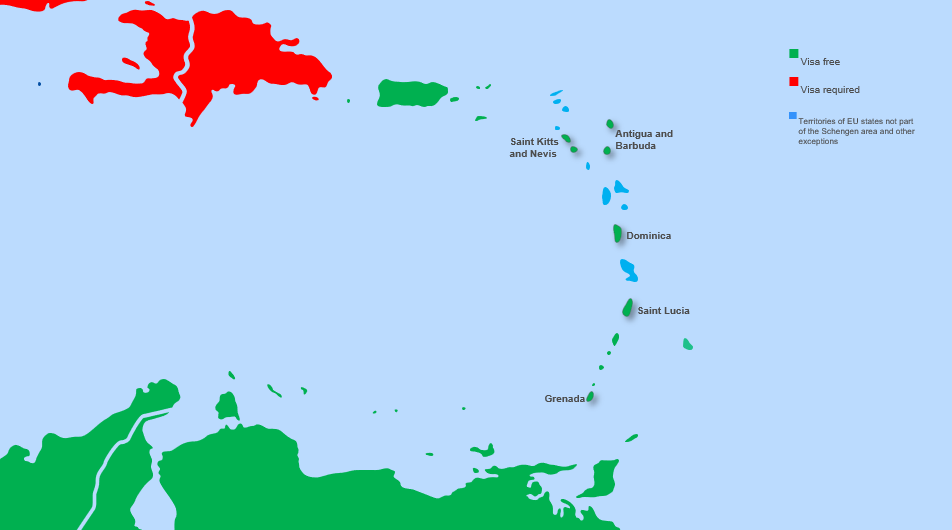 Visa free
Visa required
Territories of EU states not part
of the Schengen area and other
exceptions
Saint Kitts
and Nevis
Antigua and
Barbuda
Dominica
Saint Lucia
Grenada